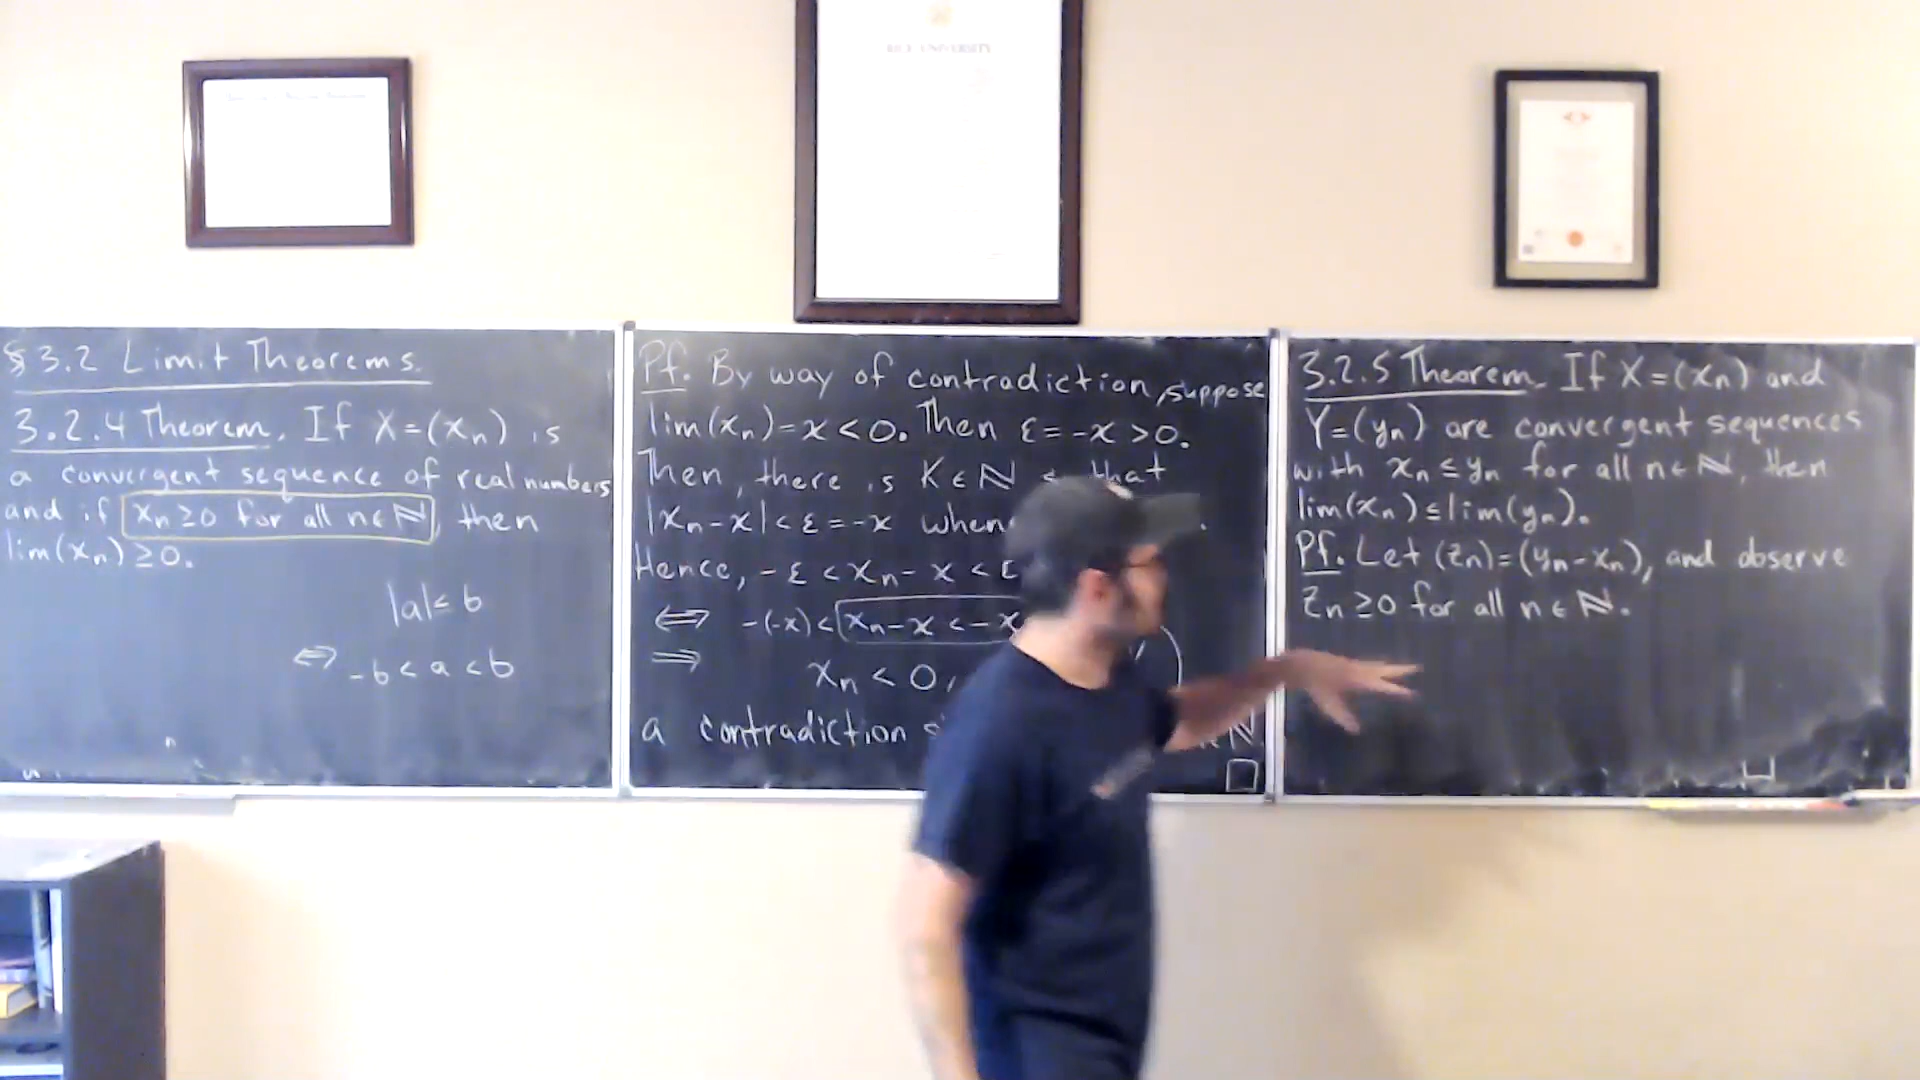 RICE UNIVERSITY
§3.2 Limit Theorems.
3.2.4 Theorem. If X=(xn) is
a convergent sequence of real numbers
and if xn≥0 for all n∈ℕ, then
lim(xn)≥0.
|a|<b
⇔ -b<a<b
Pf. By way of contradiction, suppose
lim(xn)=x<0. Then ε=-x>0.
Then, there is K∈ℕ that
|xn-x|<ε=-x when
Hence, -ε<xn-x<ε
⇔ -(-x)<xn-x<-x
⇒ xn<0,
a contradiction ℕ
□
3.2.5 Theorem. If X=(xn) and
Y=(yn) are convergent sequences
with xn≤yn for all n∈ℕ, then
lim(xn)≤lim(yn).
Pf. Let (zn)=(yn-xn), and observe
zn≥0 for all n∈ℕ.